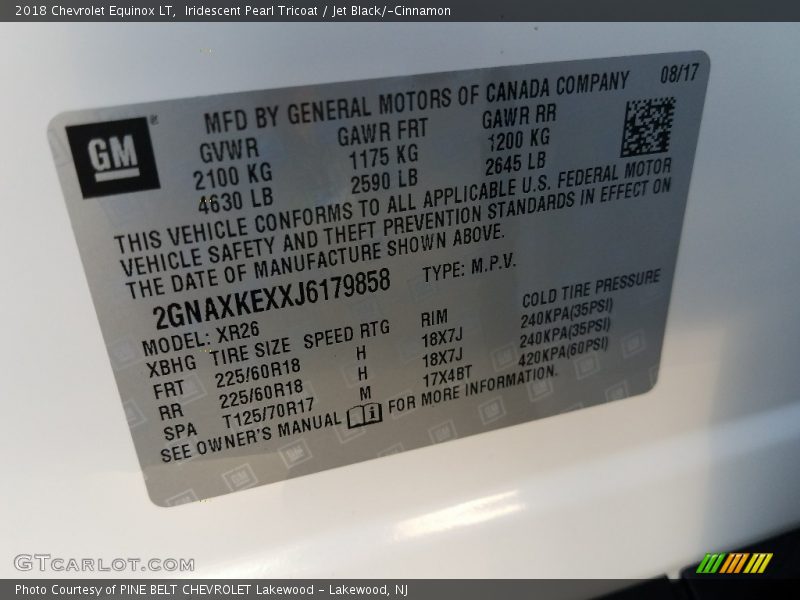 2018 Chevrolet Equinox LT,  Iridescent Pearl Tricoat / Jet Black/-Cinnamon
08/17
MFD BY GENERAL MOTORS OF CANADA COMPANY
GM
GVWR GAWR FRT GAWR RR
2100 KG 1175 KG 1200 KG
4630 LB 2590 LB 2645 LB
THIS VEHICLE CONFORMS TO ALL APPLICABLE U.S. FEDERAL MOTOR
VEHICLE SAFETY AND THEFT PREVENTION STANDARDS IN EFFECT ON
THE DATE OF MANUFACTURE SHOWN ABOVE.
2GNAXKEXXJ6179858 TYPE: M.P.V.
MODEL: XR26
XBHG TIRE SIZE SPEED RTG RIM COLD TIRE PRESSURE
FRT 225/60R18 H 18X7J 240KPA(35PSI)
RR 225/60R18 H 18X7J 240KPA(35PSI)
SPA T125/70R17 M 17X4BT 420KPA(60PSI)
SEE OWNER'S MANUAL i FOR MORE INFORMATION.
GTCARLOT.COM
Photo Courtesy of PINE BELT CHEVROLET Lakewood - Lakewood, NJ